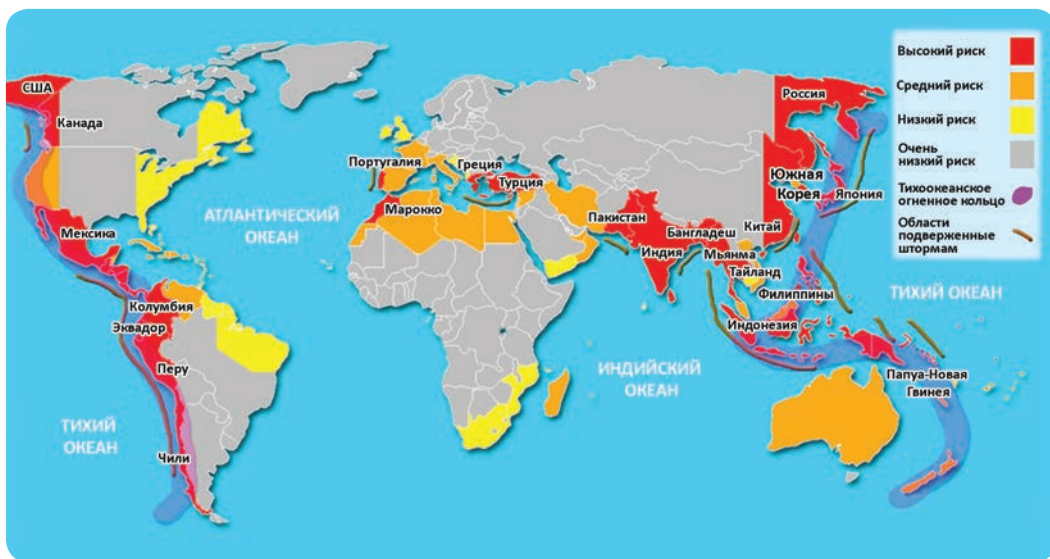 США
Канада
Мексика
Колумбия
Эквадор
Перу
Чили
АТЛАНТИЧЕСКИЙ
ОКЕАН
ТИХИЙ
ОКЕАН
Португалия
Греция
Турция
Марокко
Пакистан
Индия
Бангладеш
Мьянма
Китай
Тайланд
Филиппины
Индонезия
Россия
Южная
Корея
Япония
Папуа-Новая
Гвинея
ИНДИЙСКИЙ
ОКЕАН
ТИХИЙ ОКЕАН
Высокий риск
Средний риск
Низкий риск
Очень
низкий риск
Тихоокеанское
огненное кольцо
Области
подверженные
штормам